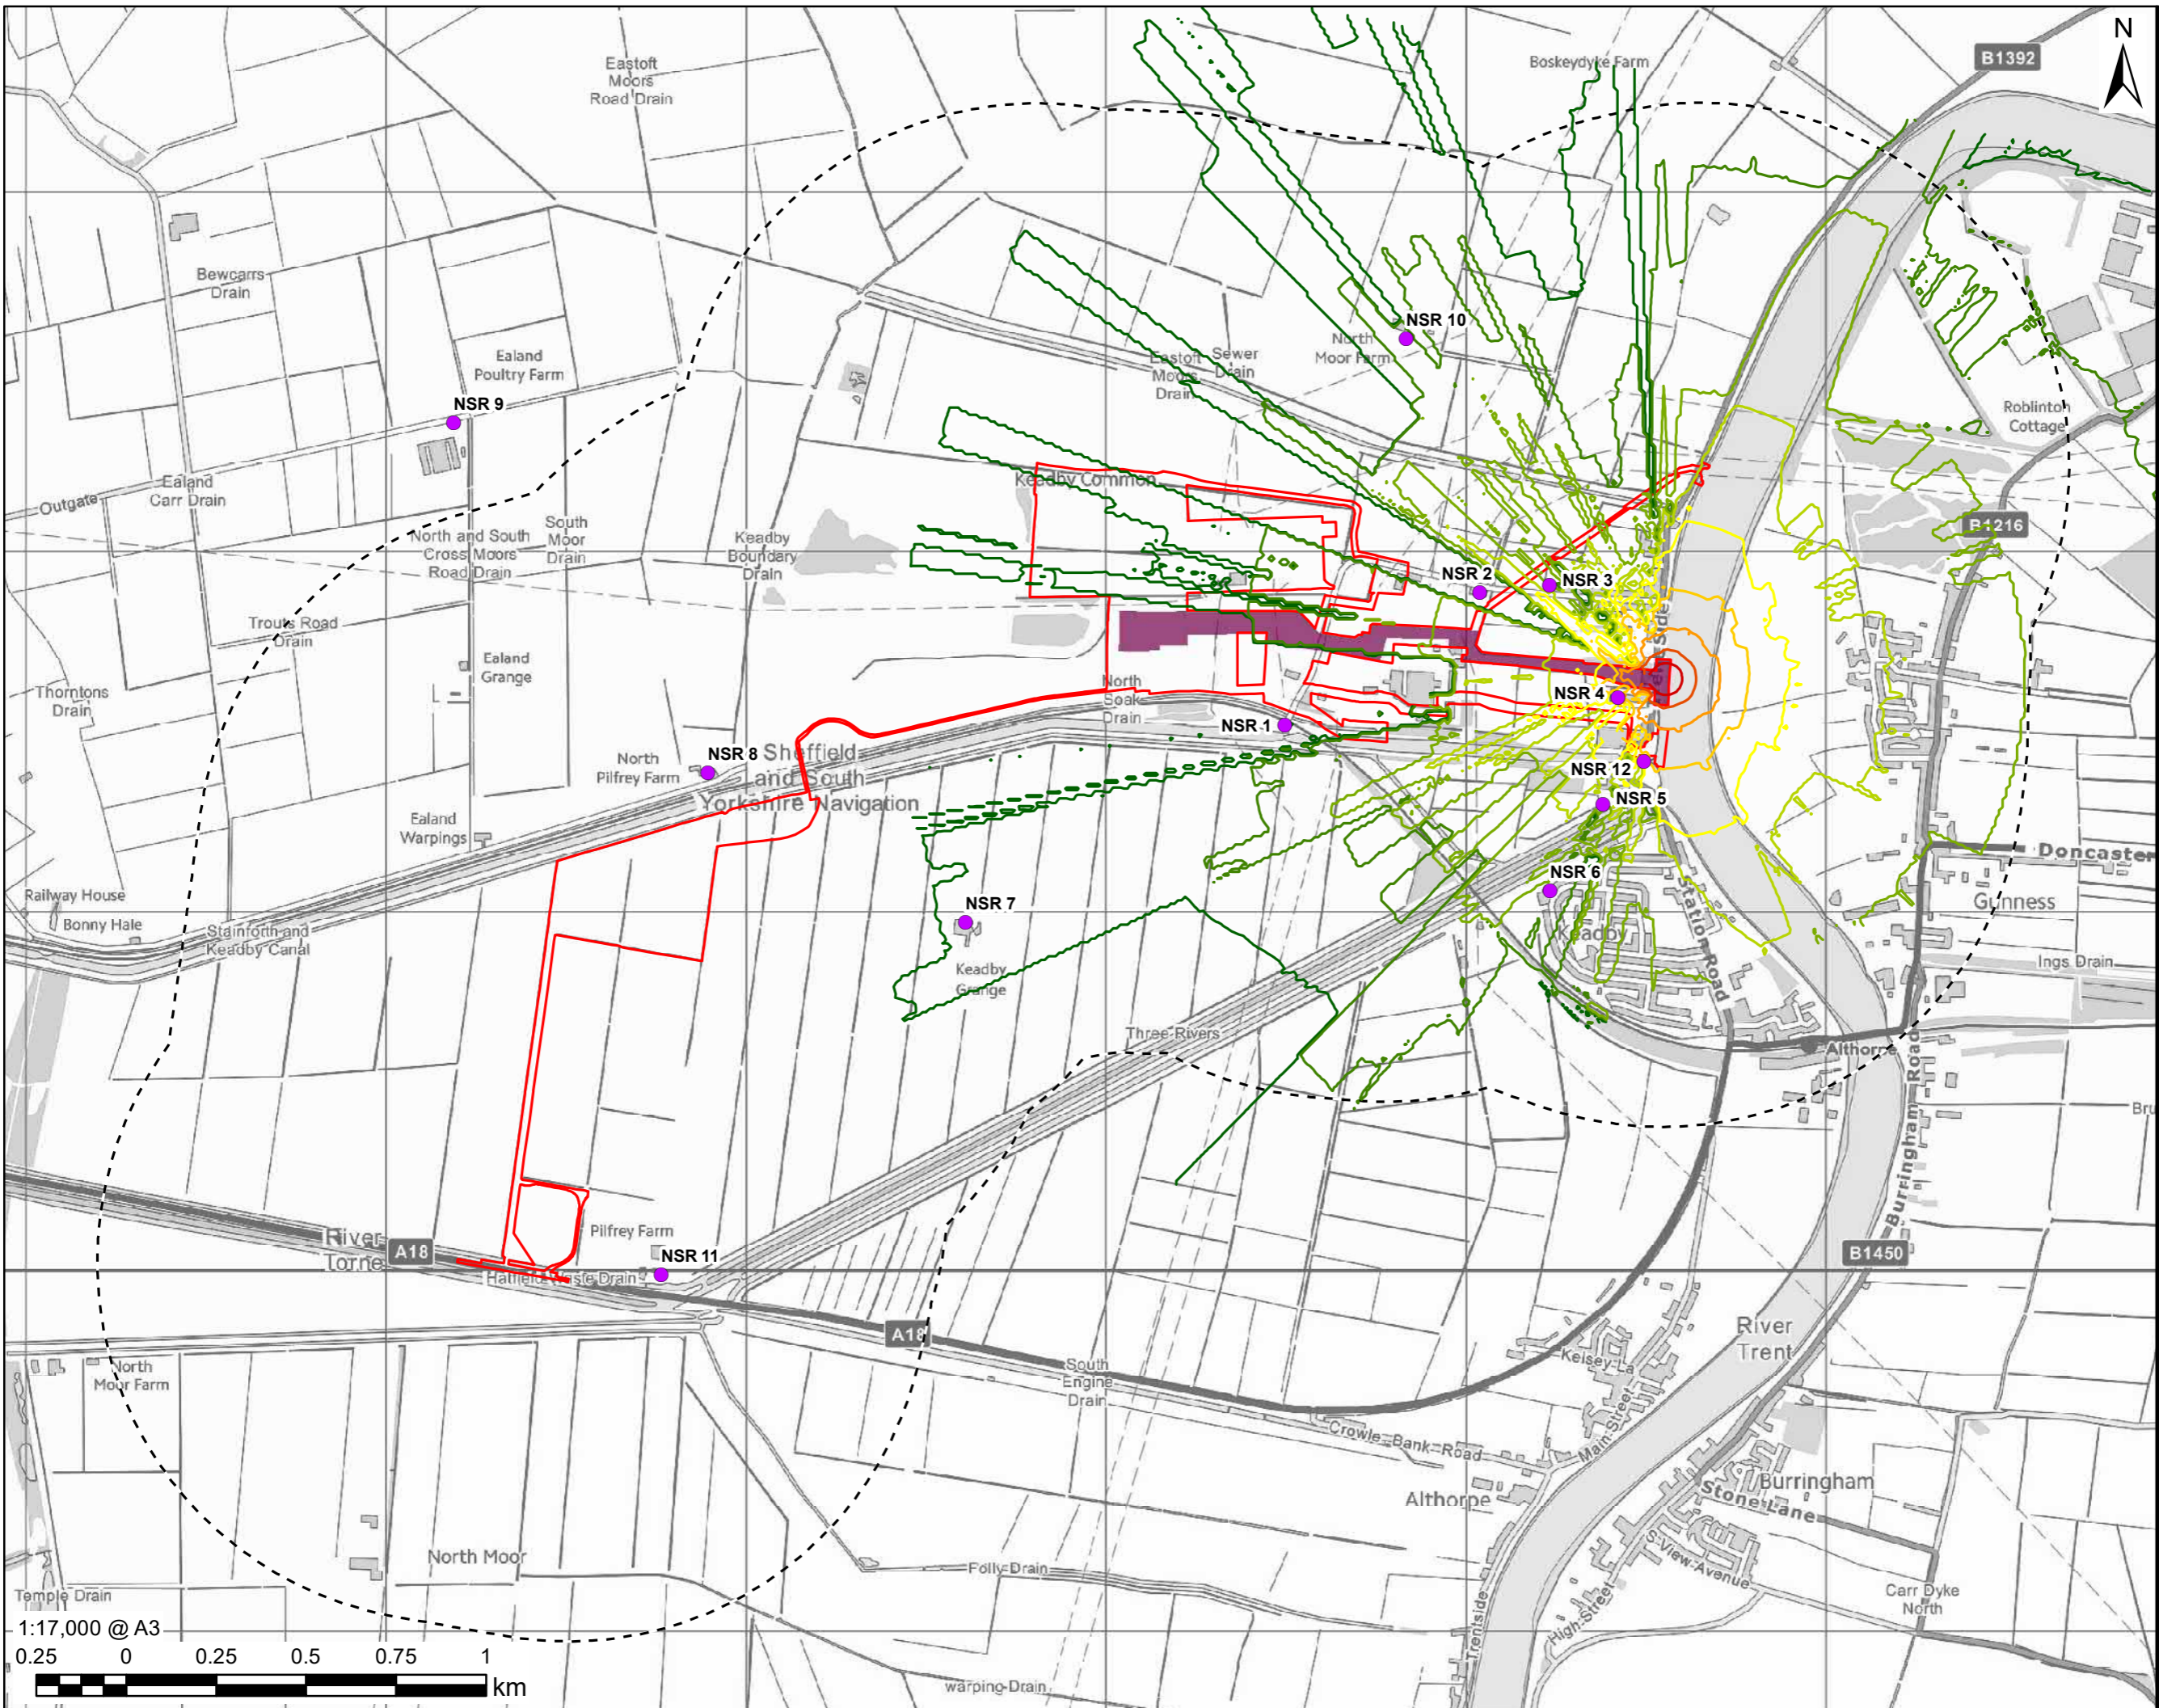 N
B1392
Boskeydyke Farm
Eastoft
Moors
Road Drain
Bewcarrs
Drain
NSR 10
North
Moor Farm
Eastoft
Moors
Drain
Sewer
Drain
Ealand
Poultry Farm
NSR 9
Roblinton
Cottage
Ealand
Carr Drain
Outgate
Keadby Common
B1216
North and South
Cross Moors
Road Drain
South
Moor
Drain
Keadby
Boundary
Drain
NSR 2
NSR 3
Trouts Road
Drain
Ealand
Grange
Thorntons
Drain
North
Soak
Drain
NSR 4
NSR 1
North
Pilfrey Farm
NSR 8
Sheffield
and South
Yorkshire Navigation
NSR 12
NSR 5
Ealand
Warpings
Doncaster
NSR 6
Railway House
Bonny Hale
Stainforth and
Keadby Canal
NSR 7
Keadby
Grange
Keadby
Station Road
Gunness
Ings Drain
Three Rivers
Althorpe
Burringham Road
Bru
River
Torne
A18
Pilfrey Farm
NSR 11
Hatfield Waste Drain
B1450
A18
South
Engine
Drain
River
Trent
Kelsey La
North
Moor Farm
Crowle Bank Road
Main Street
Althorpe
Burringham
Stone Lane
S View Avenue
High Street
Trentside
North Moor
Folly Drain
Carr Dyke
North
Temple Drain
warping Drain
1:17,000 @ A3
0.25 0 0.25 0.5 0.75 1
km